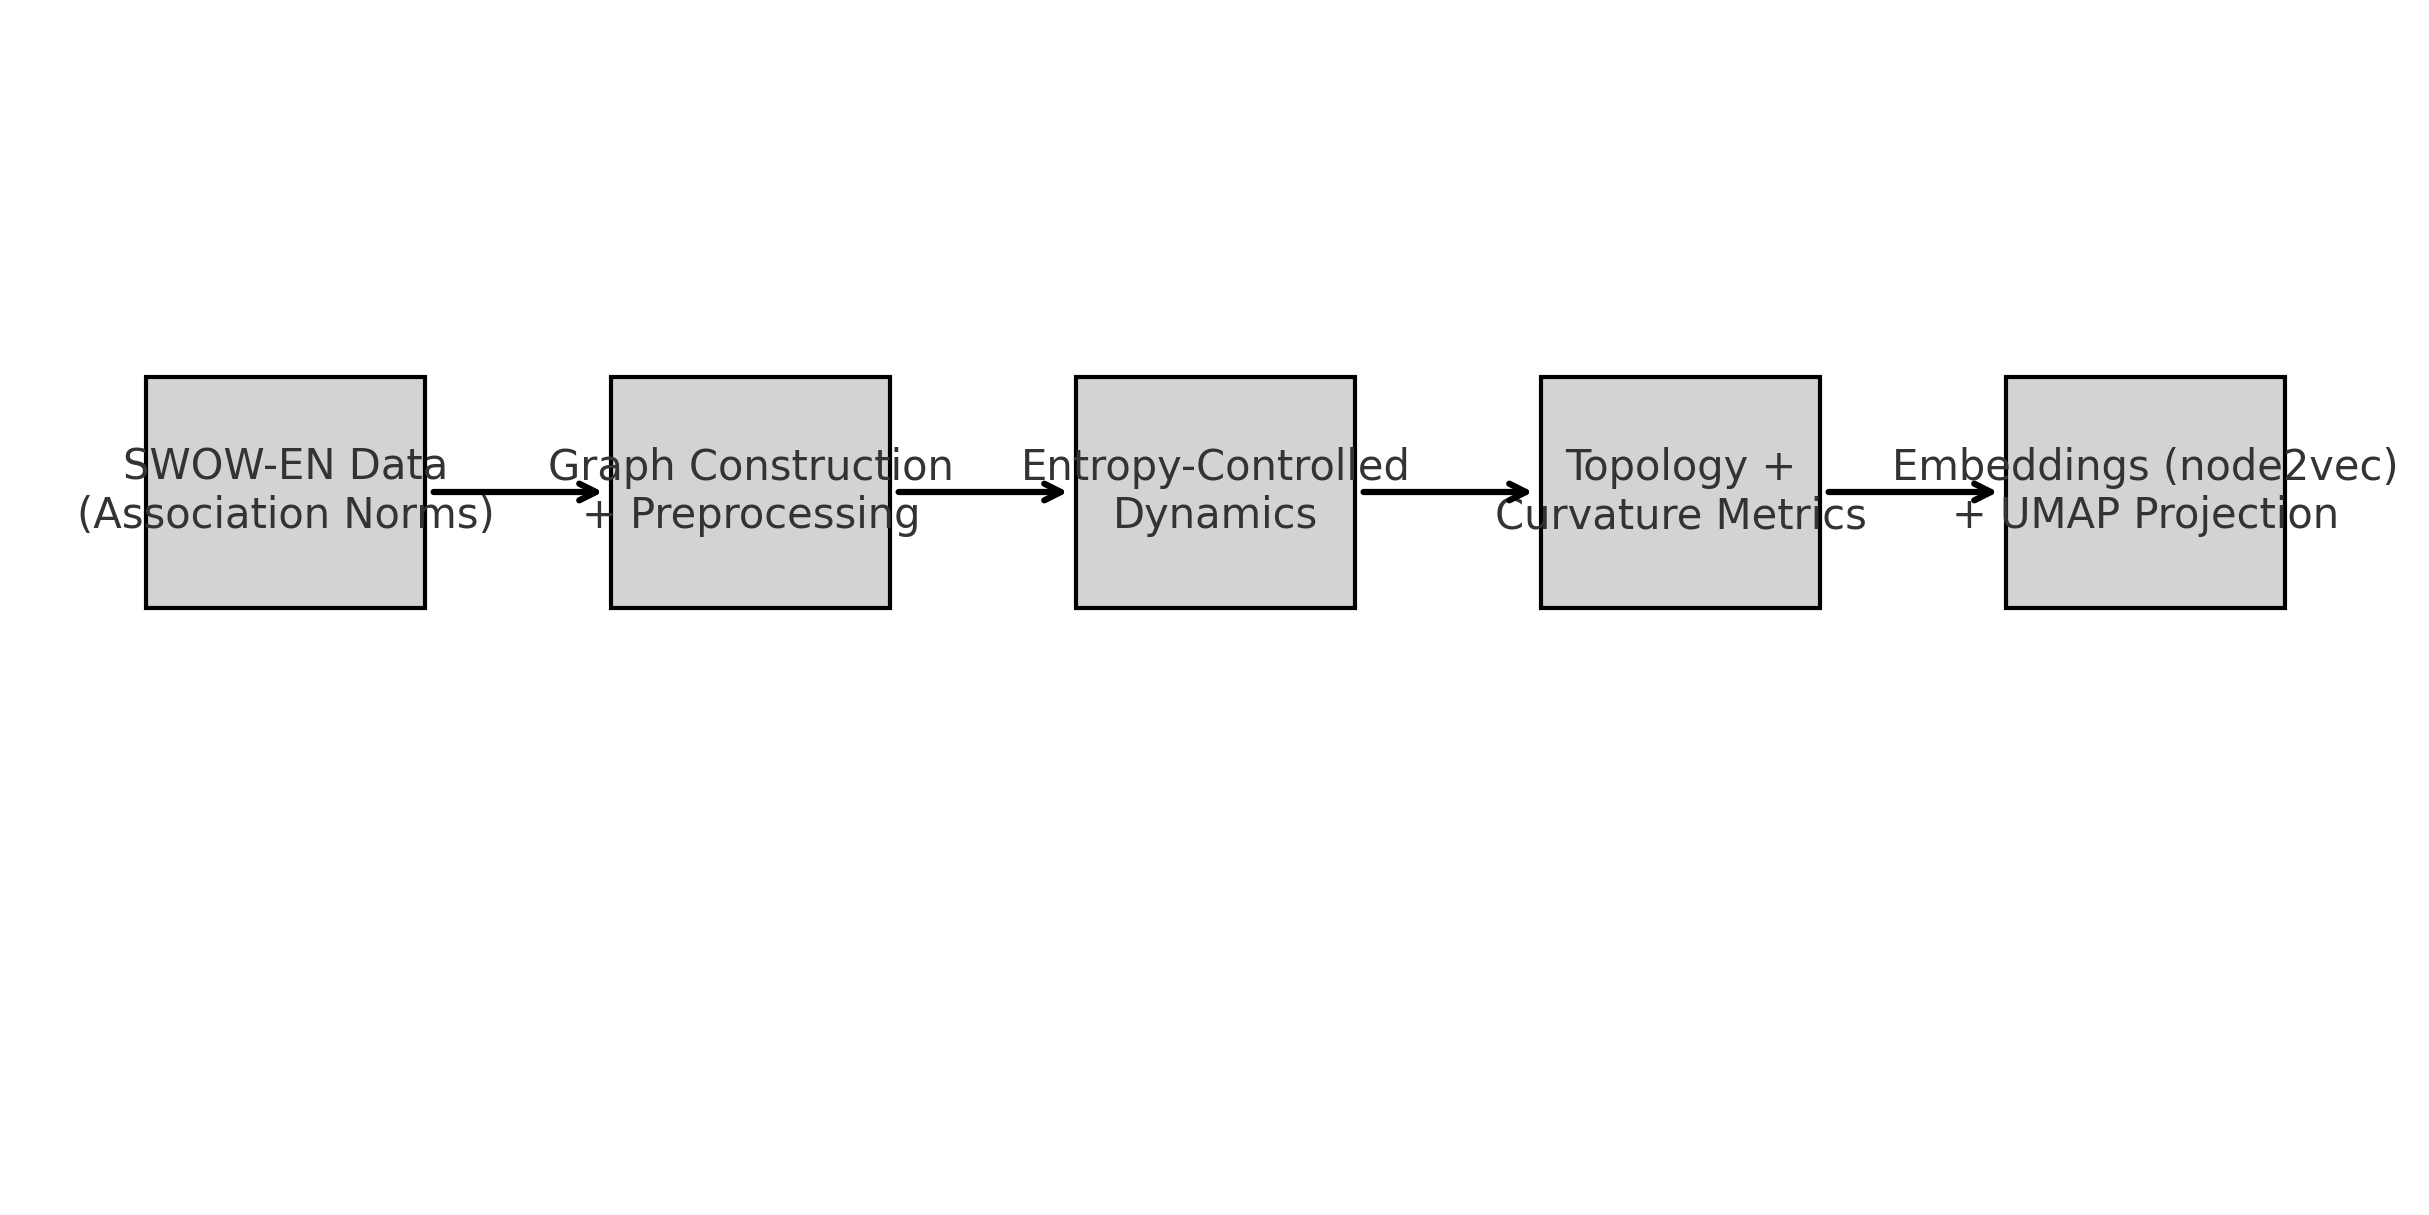 SWOW-EN Data
(Association Norms)
Graph Construction
+ Preprocessing
Entropy-Controlled
Dynamics
Topology +
Curvature Metrics
Embeddings (node2vec)
+ UMAP Projection